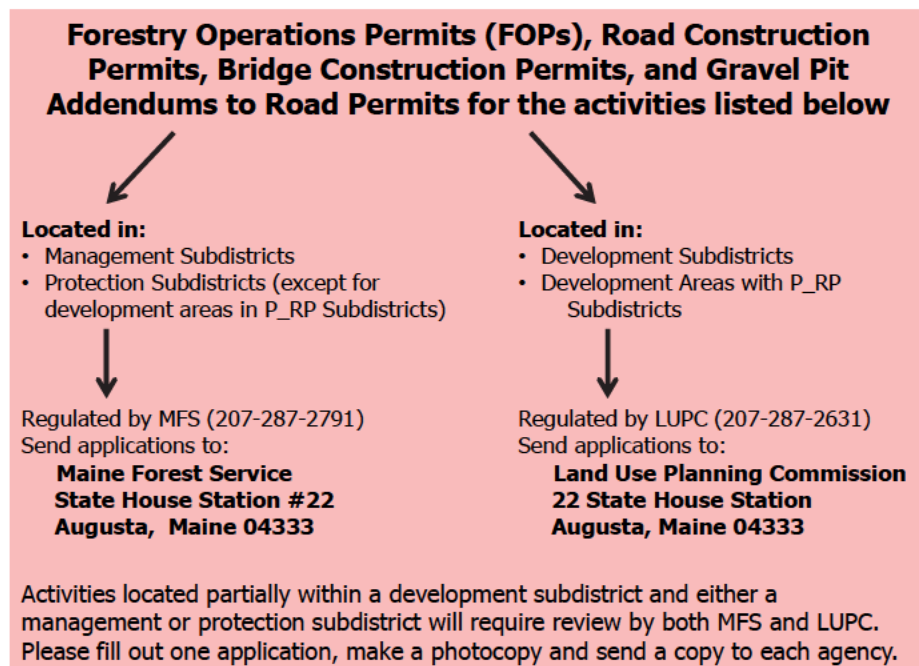 Forestry Operations Permits (FOPs), Road Construction
Permits, Bridge Construction Permits, and Gravel Pit
Addendums to Road Permits for the activities listed below
Located in:
• Management Subdistricts
• Protection Subdistricts (except for
development areas in P_RP Subdistricts)
Regulated by MFS (207-287-2791)
Send applications to:
Maine Forest Service
State House Station #22
Augusta, Maine 04333
Located in:
• Development Subdistricts
• Development Areas with P_RP
Subdistricts
Regulated by LUPC (207-287-2631)
Send applications to:
Land Use Planning Commission
22 State House Station
Augusta, Maine 04333
Activities located partially within a development subdistrict and either a
management or protection subdistrict will require review by both MFS and LUPC.
Please fill out one application, make a photocopy and send a copy to each agency.